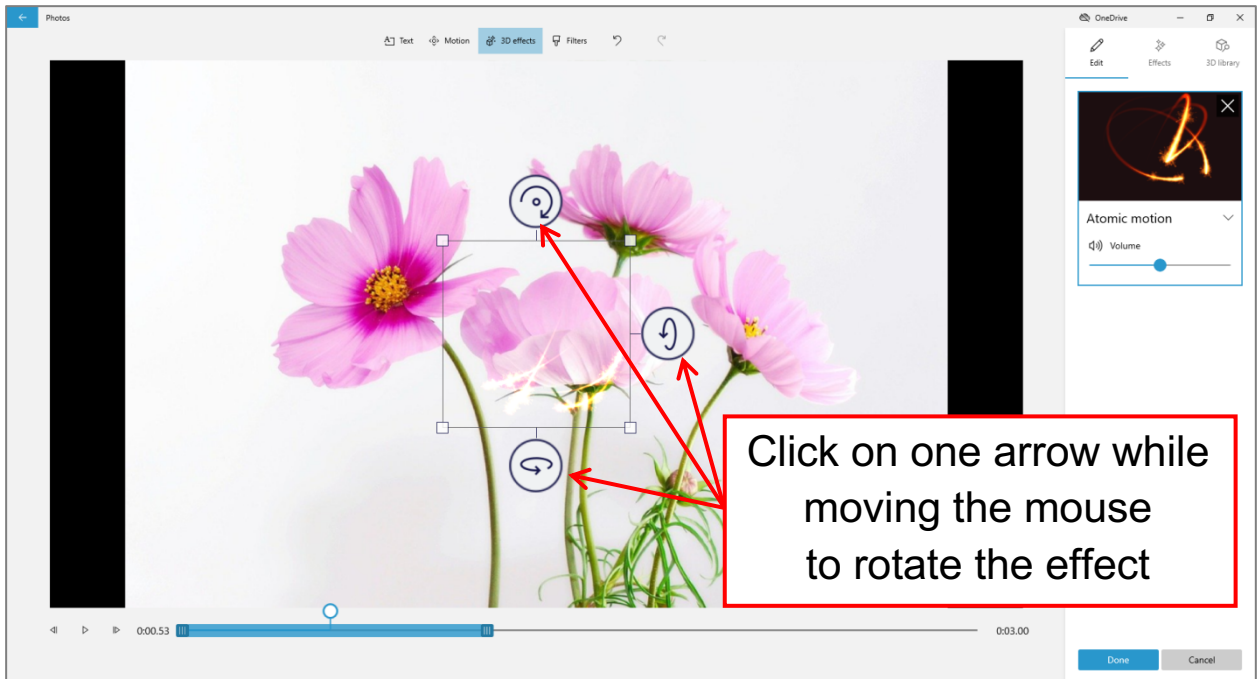 Photos
OneDrive
Text Motion 3D effects Filters
Edit Effects 3D library
Atomic motion
Volume
Click on one arrow while
moving the mouse
to rotate the effect
0:00.53 0:03.00
Done Cancel